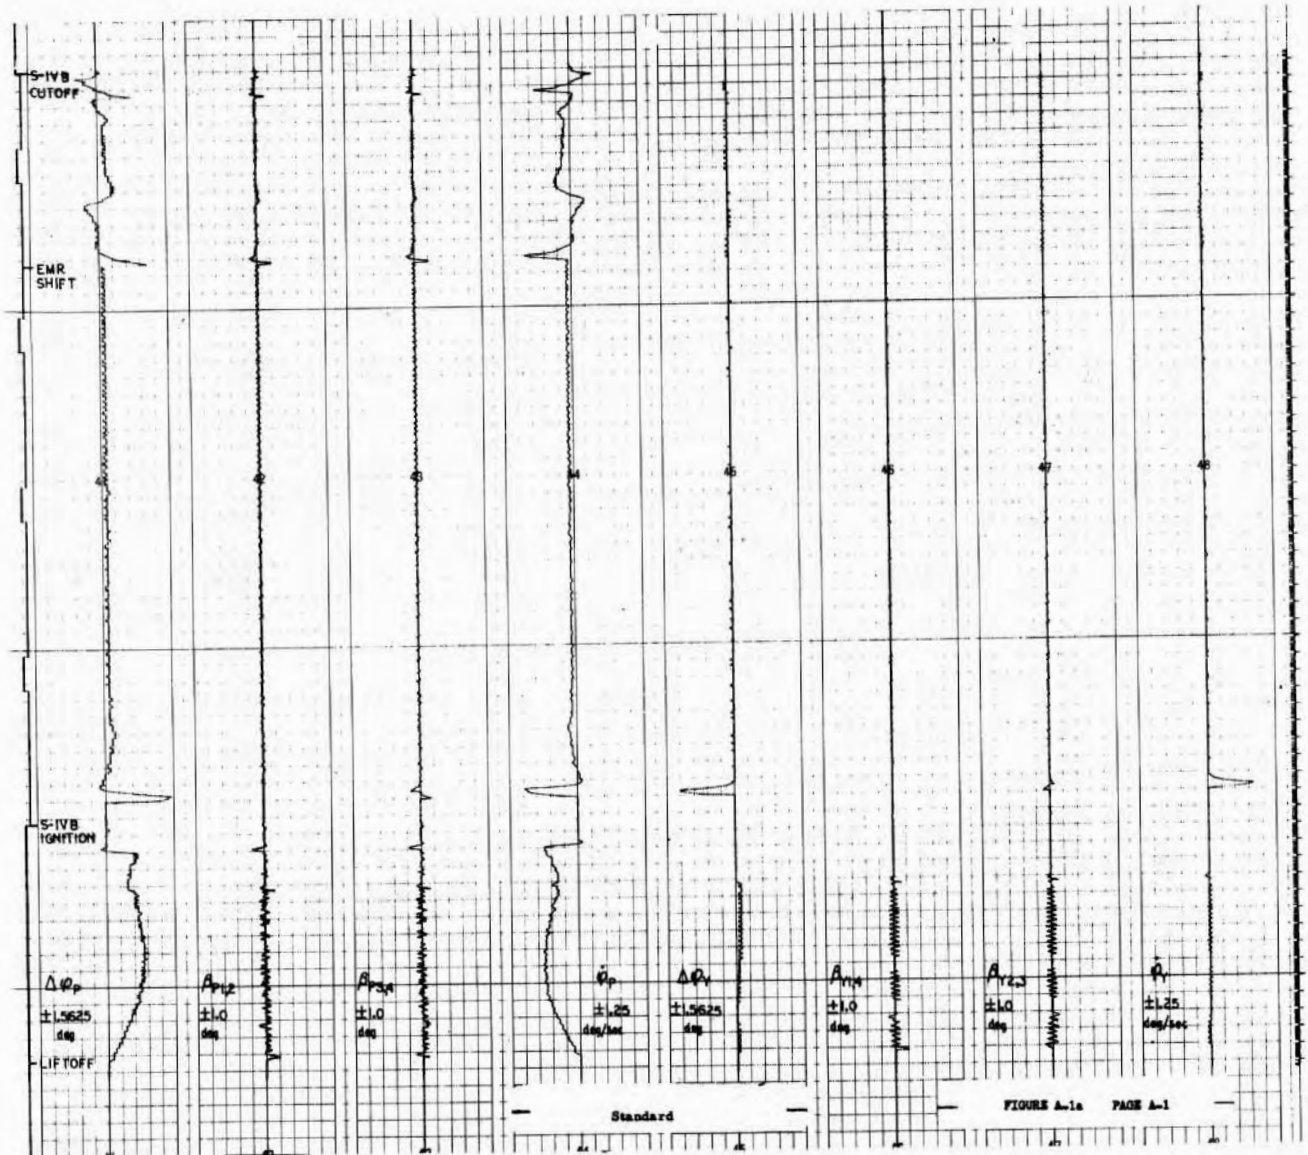 S-IVB
CUTOFF
EMR
SHIFT
41 42 43 44 45 46 47 48
S-IVB
IGNITION
Δφp
±1.5625
deg
βP1,2
±1.0
deg
βP3,4
±1.0
deg
φ̇p
±1.25
deg/sec
ΔφY
±1.5625
deg
βY1,4
±1.0
deg
βY2,3
±1.0
deg
φ̇Y
±1.25
deg/sec
LIFTOFF
Standard
FIGURE A-1a PAGE A-1